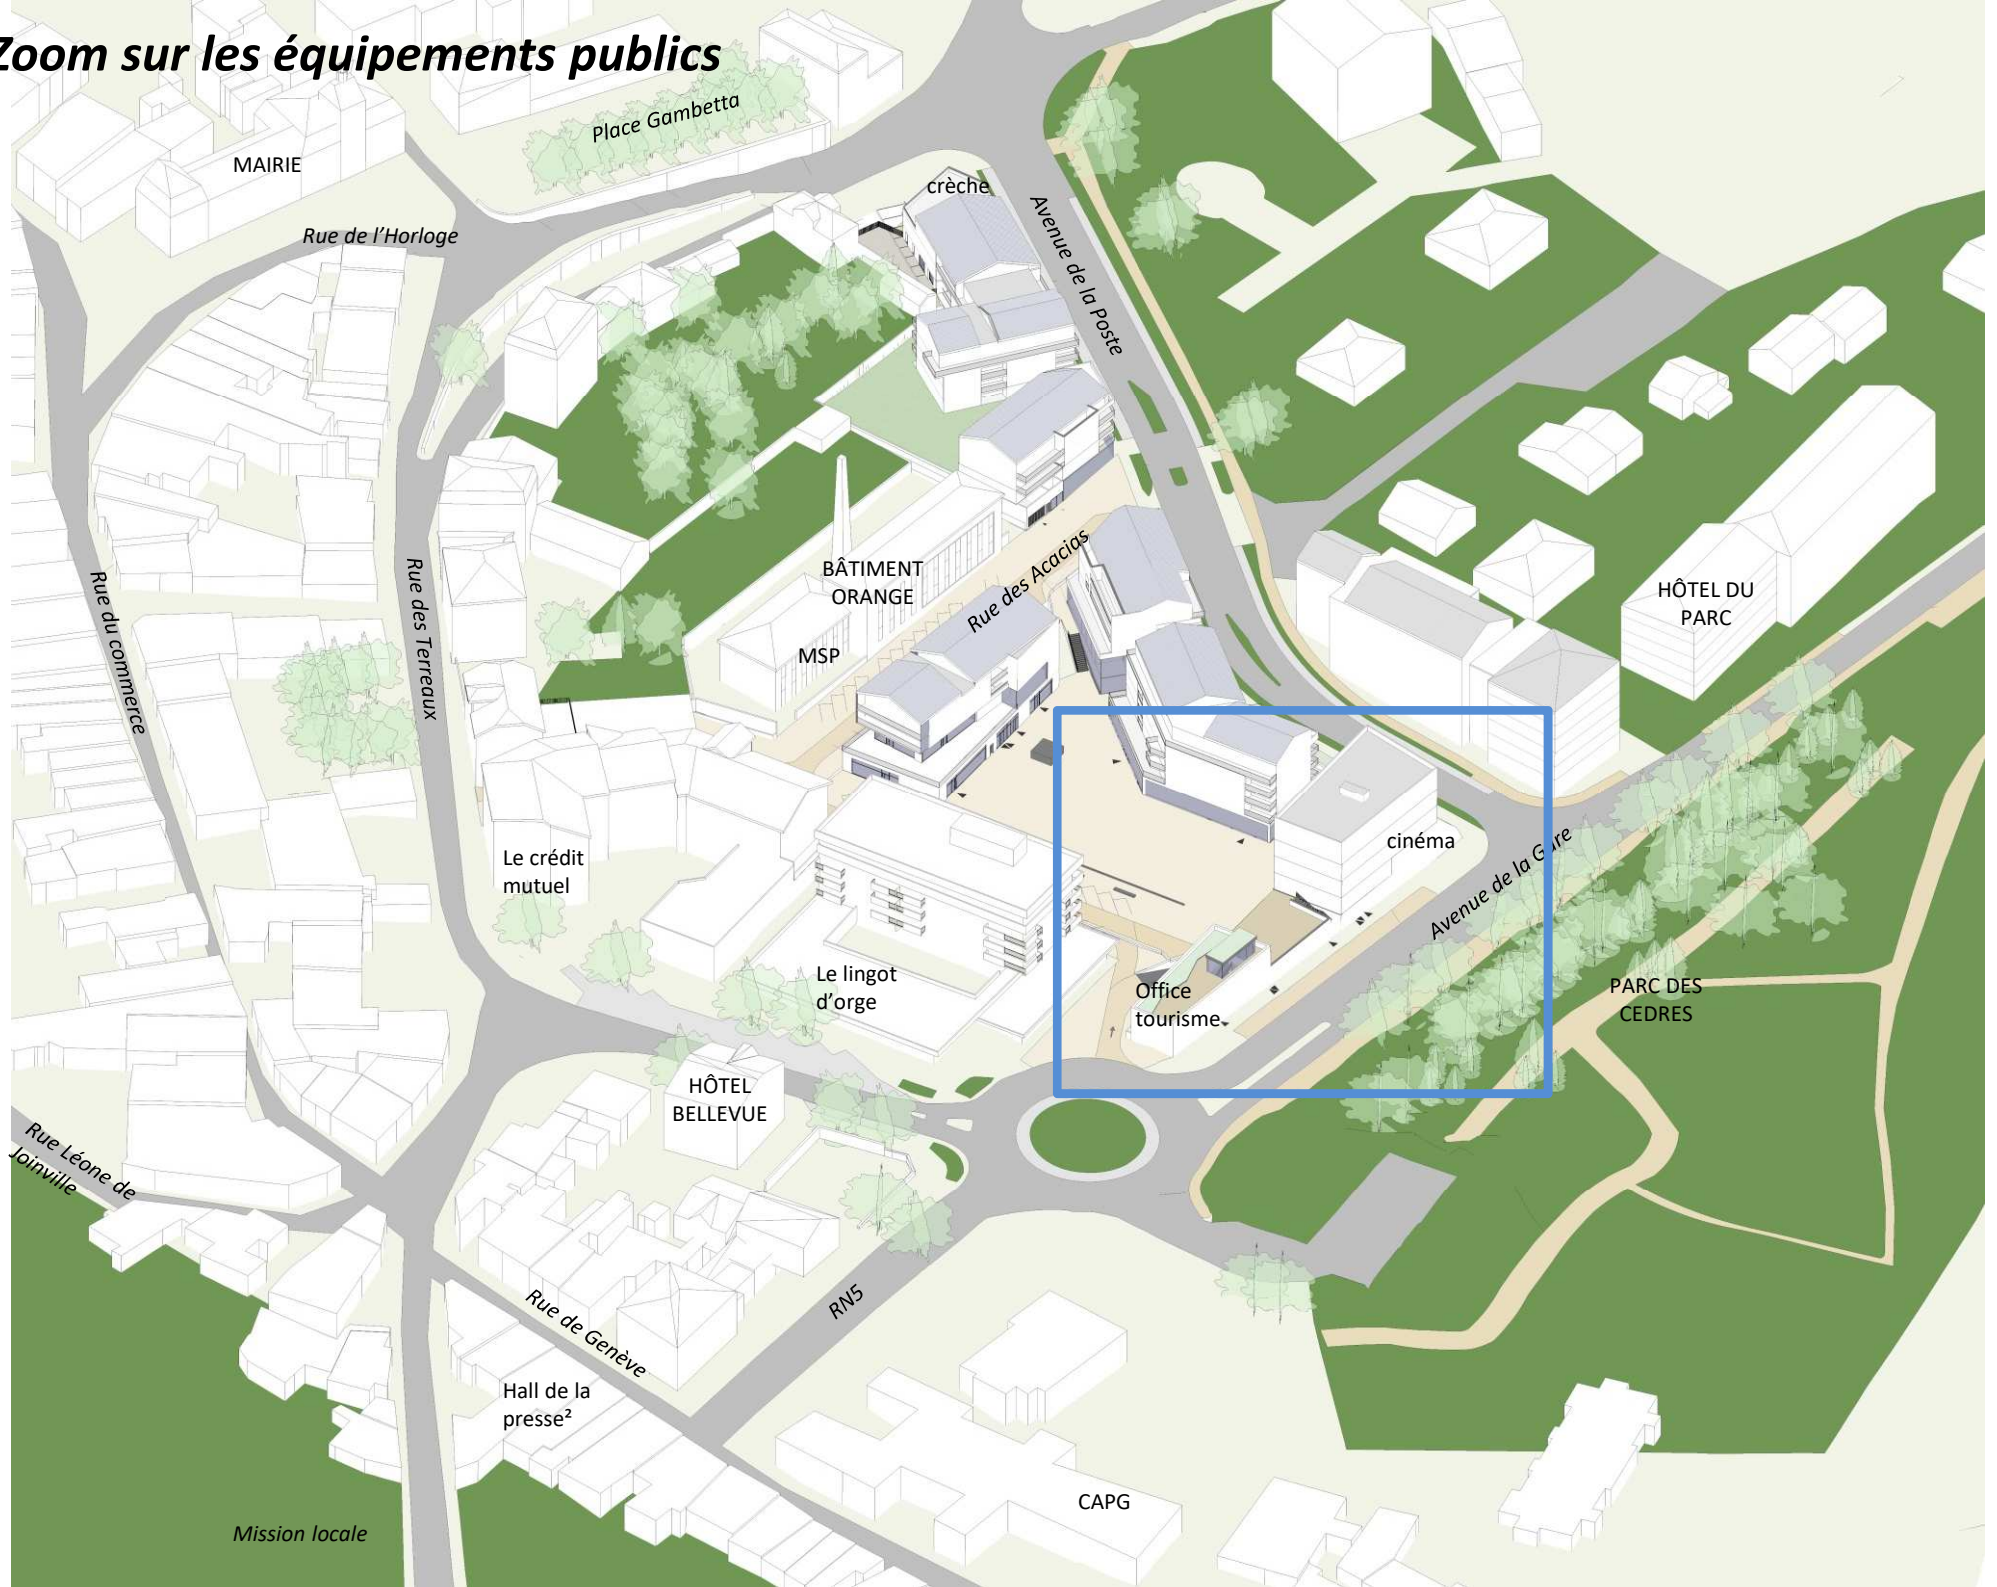 Zoom sur les équipements publics
Place Gambetta
MAIRIE
crèche
Rue de l'Horloge
Avenue de la Poste
BÂTIMENT
ORANGE
Rue des Acacias
HÔTEL DU
PARC
Rue du commerce
Rue des Terreaux
MSP
cinéma
Le crédit
mutuel
Avenue de la Gare
Le lingot
d'orge
Office
tourisme
PARC DES
CEDRES
HÔTEL
BELLEVUE
Rue Léone de
Joinville
RN5
Rue de Genève
Hall de la
presse²
CAPG
Mission locale